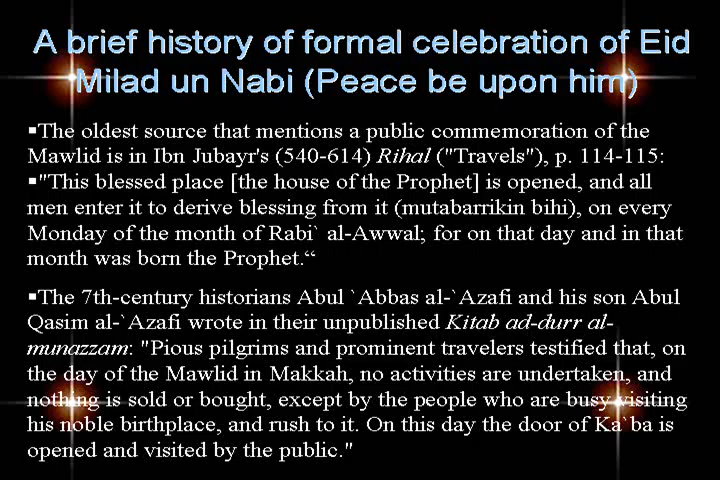 A brief history of formal celebration of Eid
Milad un Nabi (Peace be upon him)
▪The oldest source that mentions a public commemoration of the
Mawlid is in Ibn Jubayr's (540-614) Rihal ("Travels"), p. 114-115:
▪"This blessed place [the house of the Prophet] is opened, and all
men enter it to derive blessing from it (mutabarrikin bihi), on every
Monday of the month of Rabi` al-Awwal; for on that day and in that
month was born the Prophet.“
▪The 7th-century historians Abul `Abbas al-`Azafi and his son Abul
Qasim al-`Azafi wrote in their unpublished Kitab ad-durr al-
munazzam: "Pious pilgrims and prominent travelers testified that, on
the day of the Mawlid in Makkah, no activities are undertaken, and
nothing is sold or bought, except by the people who are busy visiting
his noble birthplace, and rush to it. On this day the door of Ka`ba is
opened and visited by the public."